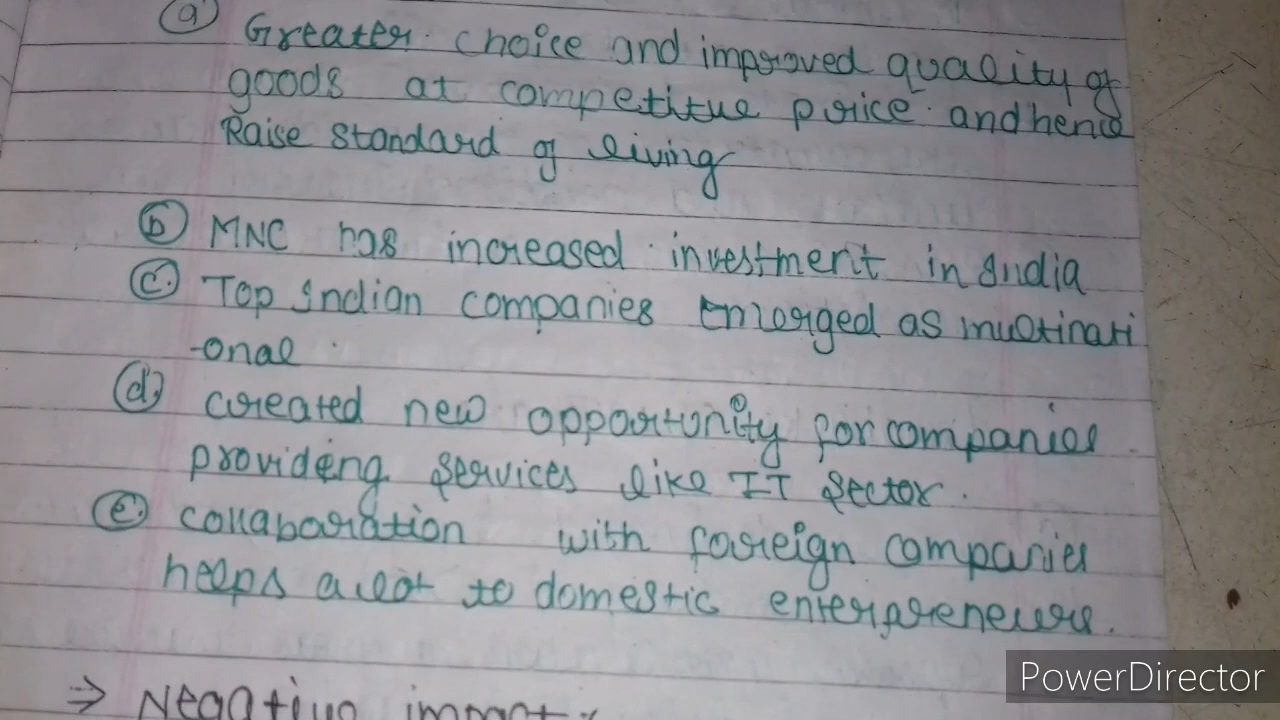 (a) Greater choice and improved quality of
goods at competitue price and hence
Raise standard of living
(b) MNC has increased investment in India
(c) Top Indian companies emerged as multinati
-onal
(d) created new opportunity for companies
providing services like IT sector.
(e) collaboration with foreign companies
helps a lot to domestic enterpreneurs.
⇒ Negative impact:
PowerDirector